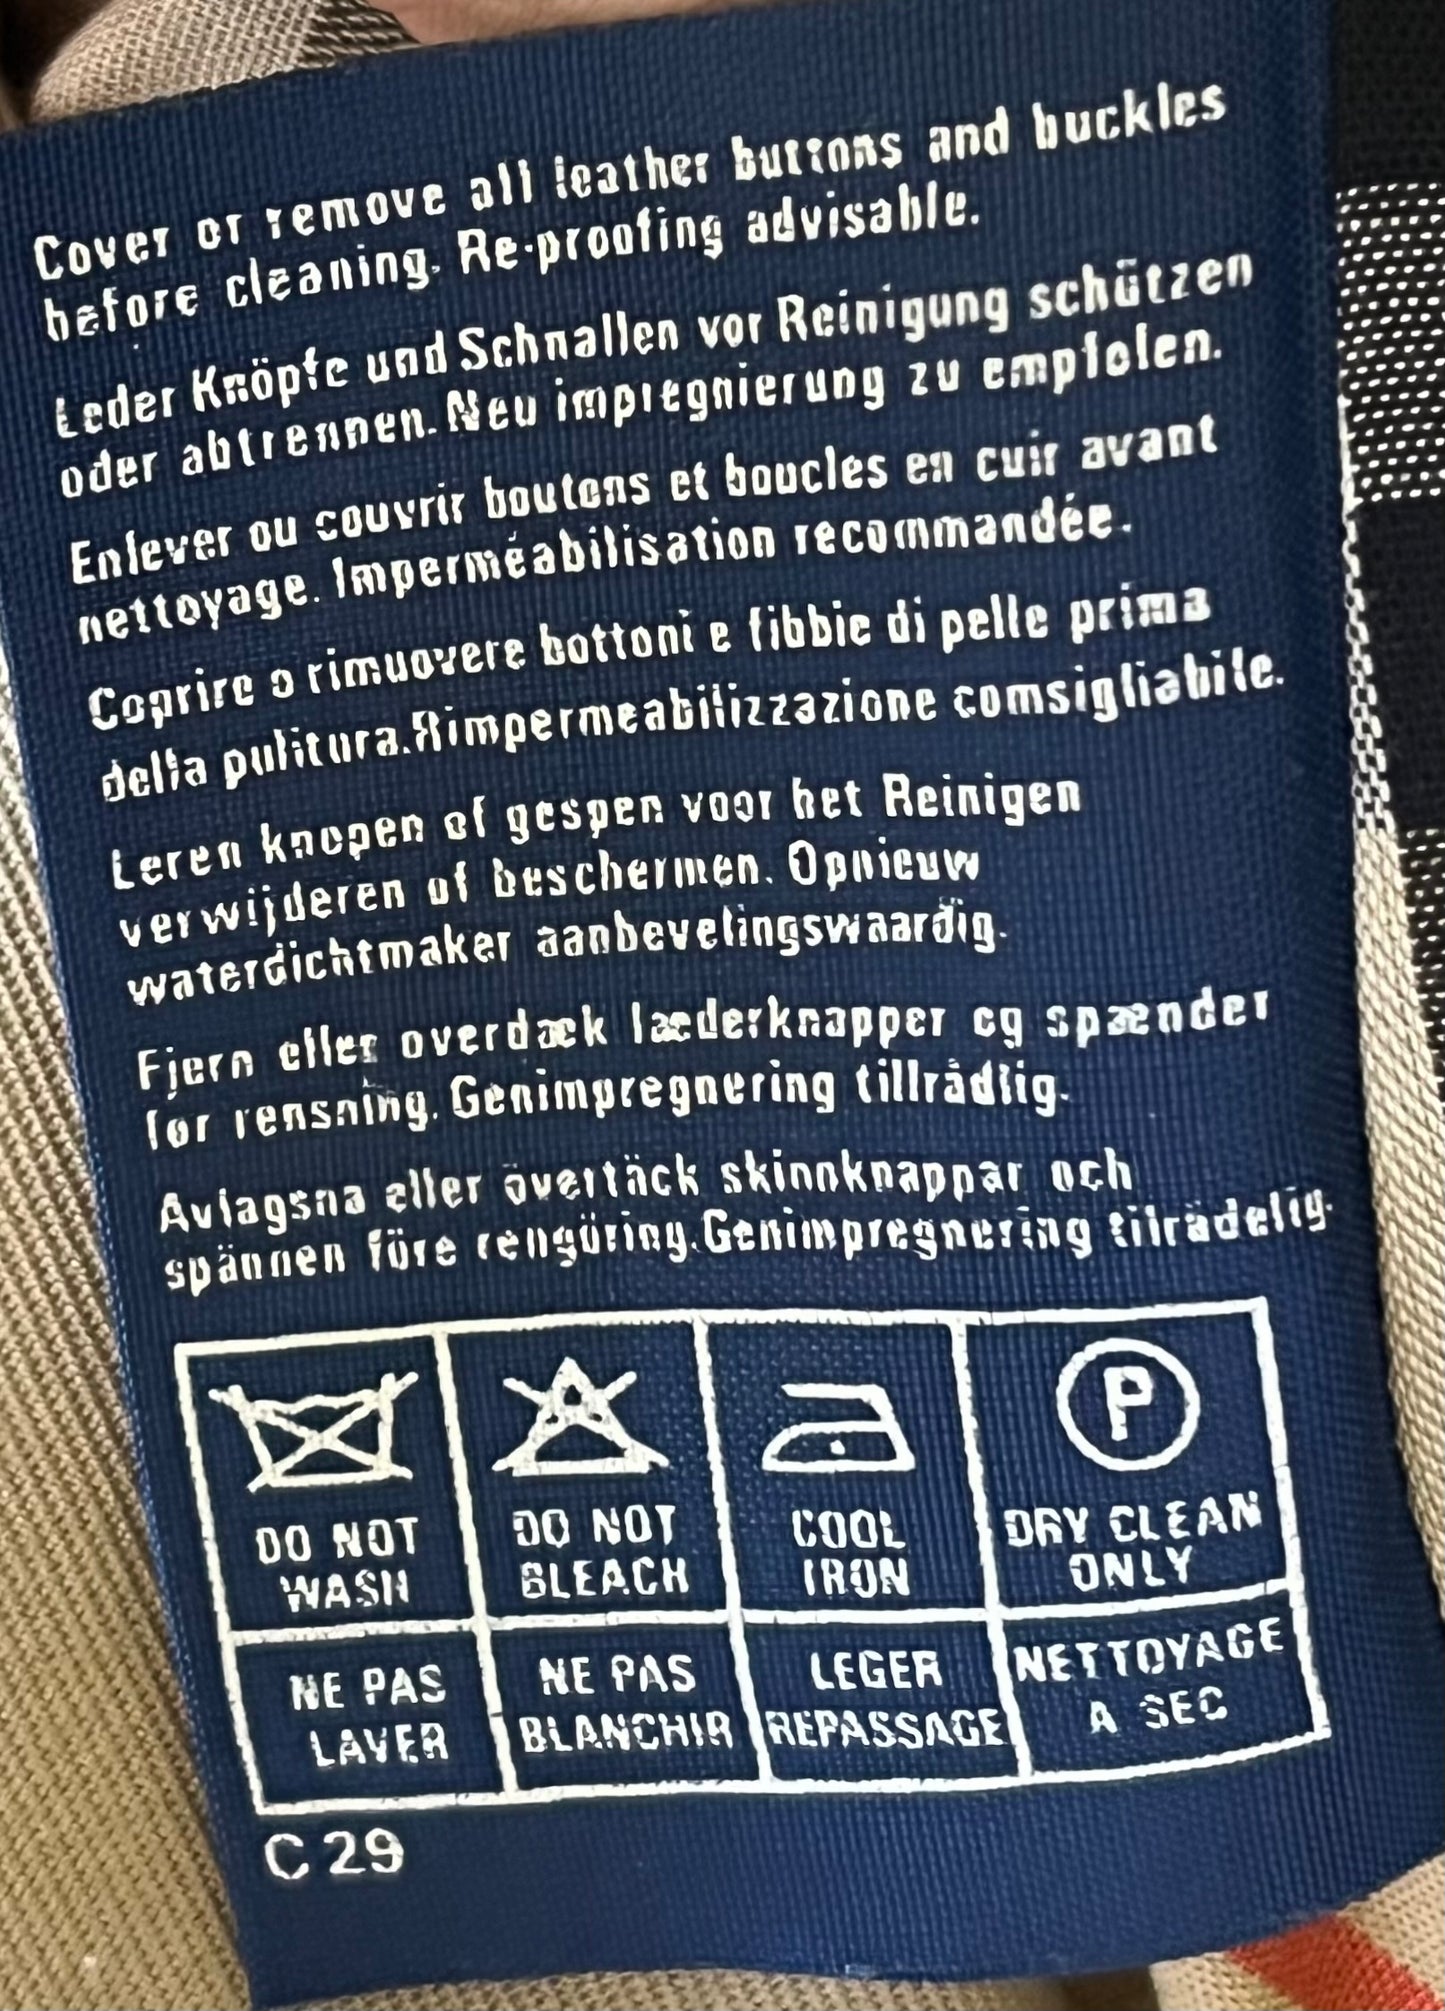 Cover or remove all leather buttons and buckles
before cleaning. Re-proofing advisable.
Leder Knöpfe und Schnallen vor Reinigung schützen
oder abtrennen. Neu impregnierung zu empfolen.
Enlever ou couvrir boutons et boucles en cuir avant
nettoyage. Imperméabilisation recommandée.
Coprire o rimuovere bottoni e fibbie di pelle prima
della pulitura. Rimpermeabilizzazione comsigliabile.
Leren knopen of gespen voor het Reinigen
verwijderen of beschermen. Opnieuw
waterdichtmaker aanbevelingswaardig.
Fjern eller overdæk læderknapper og spænder
for rensning. Genimpregnering tillrådlig.
Avlagsna eller övertäck skinnknappar och
spännen före rengöring. Genimpregnering tilrädelig.
DO NOT
WASH
DO NOT
BLEACH
COOL
IRON
P
DRY CLEAN
ONLY
NE PAS
LAVER
NE PAS
BLANCHIR
LEGER
REPASSAGE
NETTOYAGE
A SEC
C 29